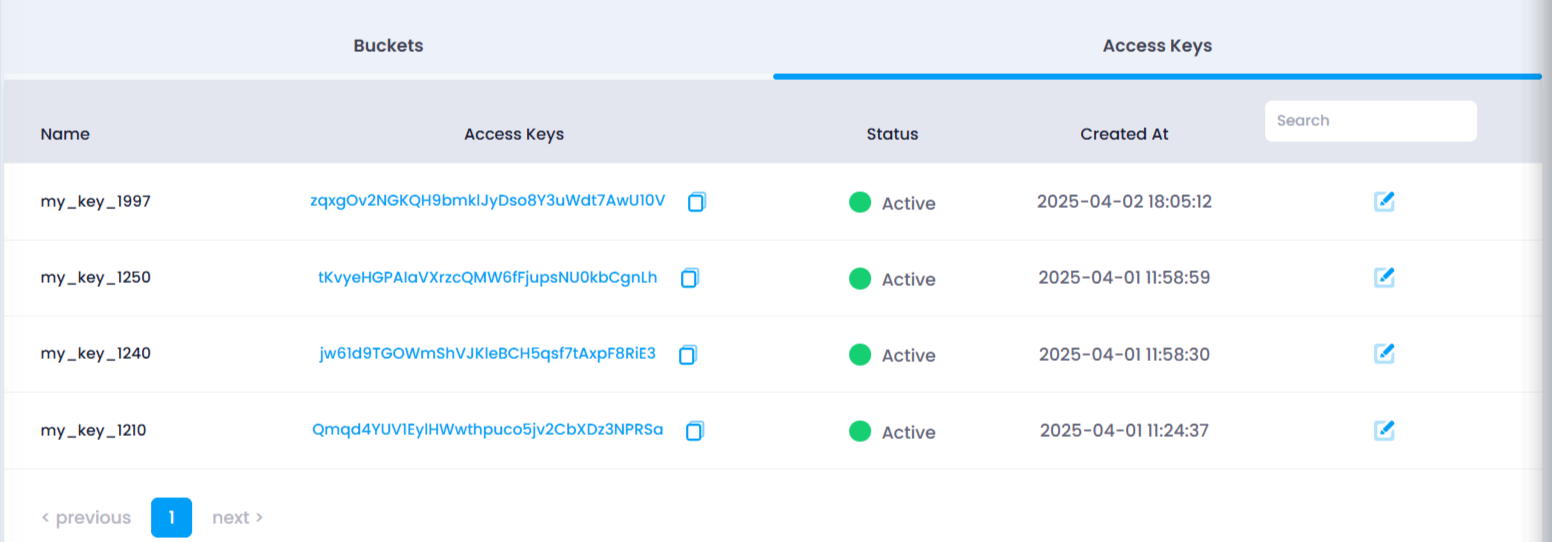 Buckets Access Keys
Name Access Keys Status Created At Search
my_key_1997 zqxgOv2NGKQH9bmklJyDso8Y3uWdt7AwU10V Active 2025-04-02 18:05:12
my_key_1250 tKvyeHGPAIaVXrzcQMW6fFjupsNU0kbCgnLh Active 2025-04-01 11:58:59
my_key_1240 jw61d9TGOWmShVJKleBCH5qsf7tAxpF8RiE3 Active 2025-04-01 11:58:30
my_key_1210 Qmqd4YUV1EylHWwthpuco5jv2CbXDz3NPRSa Active 2025-04-01 11:24:37
< previous 1 next >